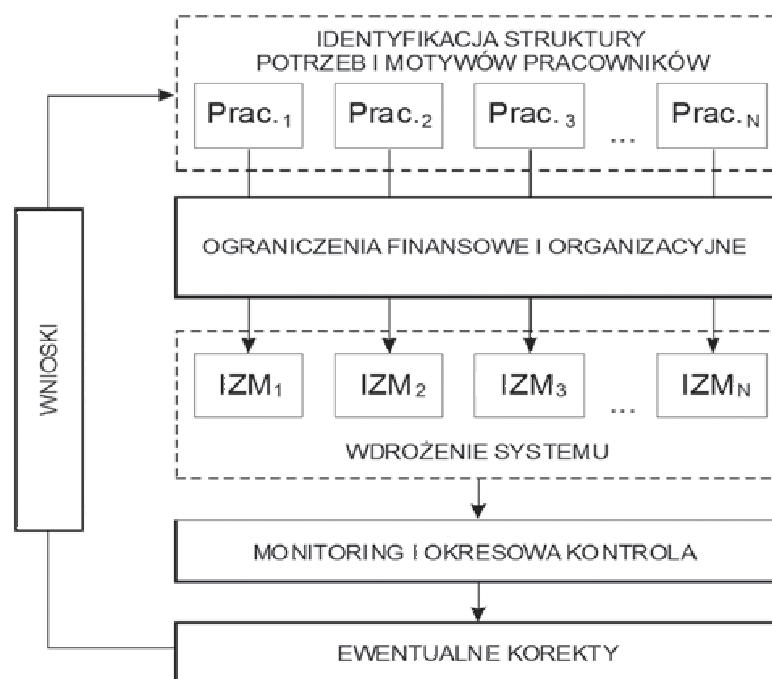 IDENTYFIKACJA STRUKTURY
POTRZEB I MOTYWÓW PRACOWNIKÓW
Prac.₁ Prac.₂ Prac.₃ ... Prac.N
OGRANICZENIA FINANSOWE I ORGANIZACYJNE
IZM₁ IZM₂ IZM₃ ... IZMN
WDROŻENIE SYSTEMU
MONITORING I OKRESOWA KONTROLA
EWENTUALNE KOREKTY
WNIOSKI